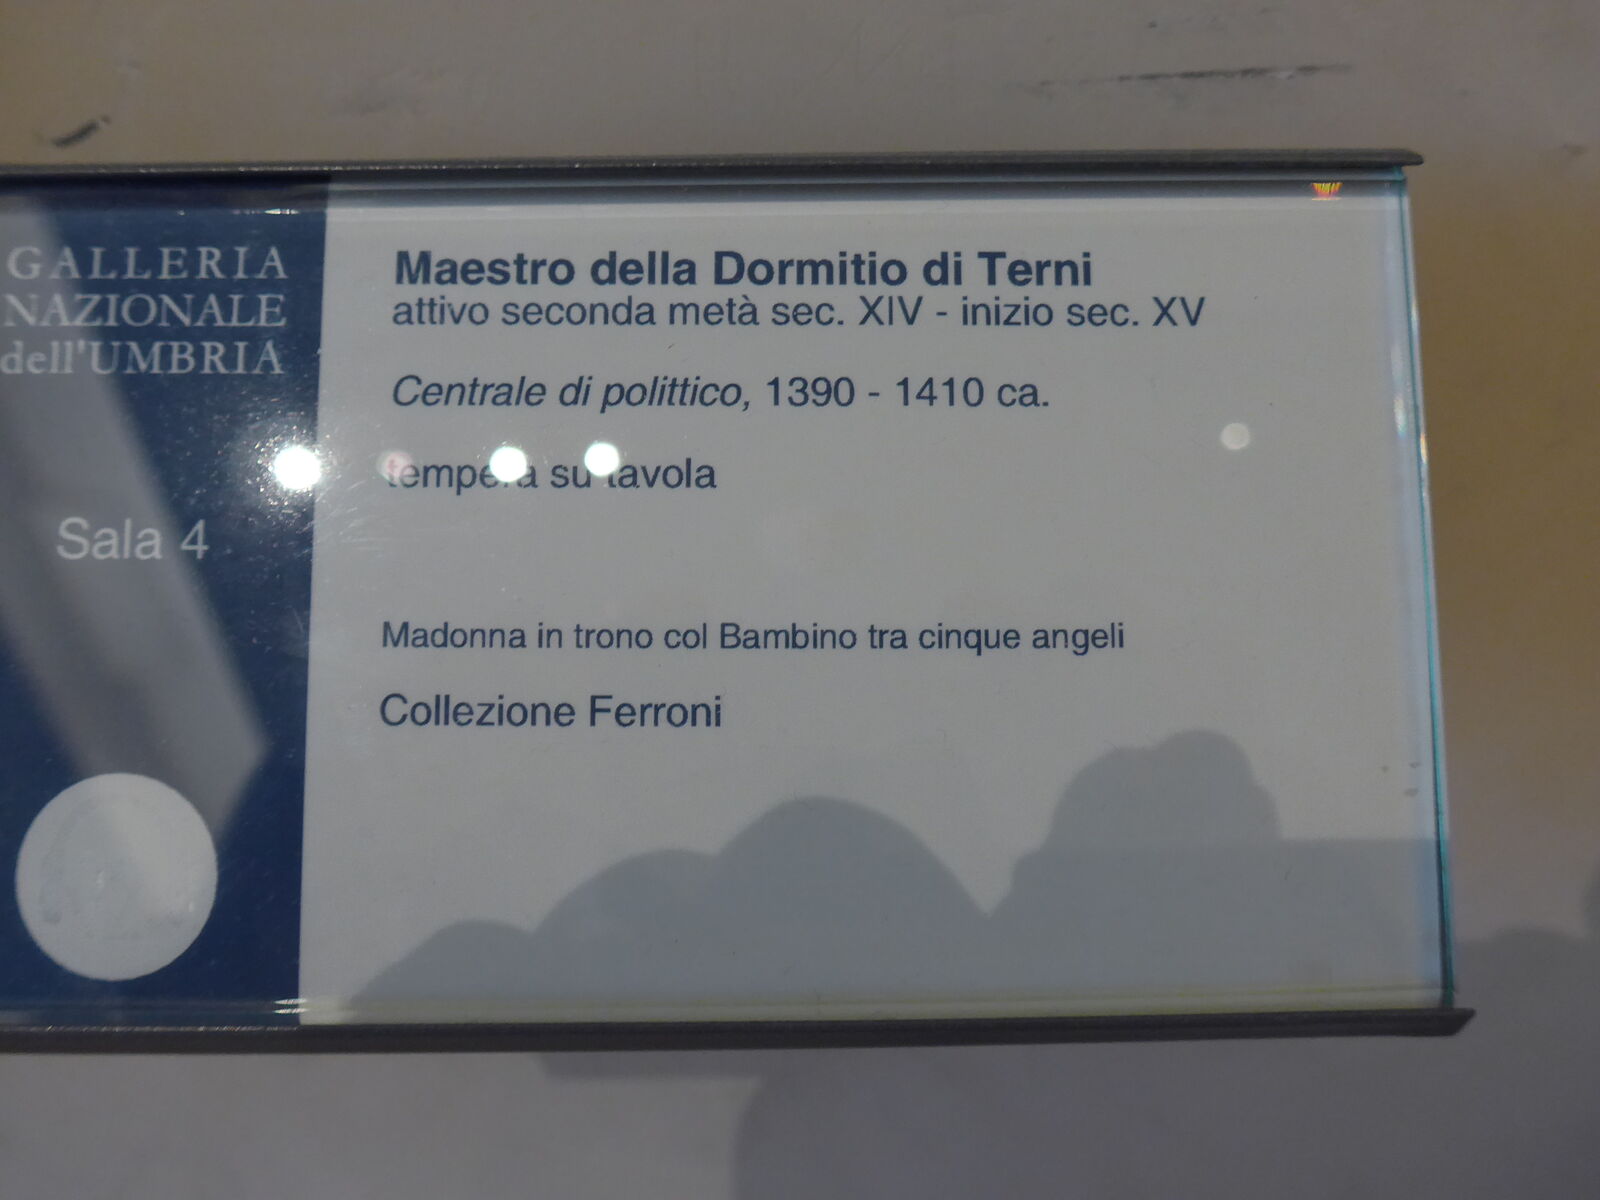 GALLERIA
NAZIONALE
dell'UMBRIA
Sala 4
Maestro della Dormitio di Terni
attivo seconda metà sec. XIV - inizio sec. XV
Centrale di polittico, 1390 - 1410 ca.
tempera su tavola
Madonna in trono col Bambino tra cinque angeli
Collezione Ferroni